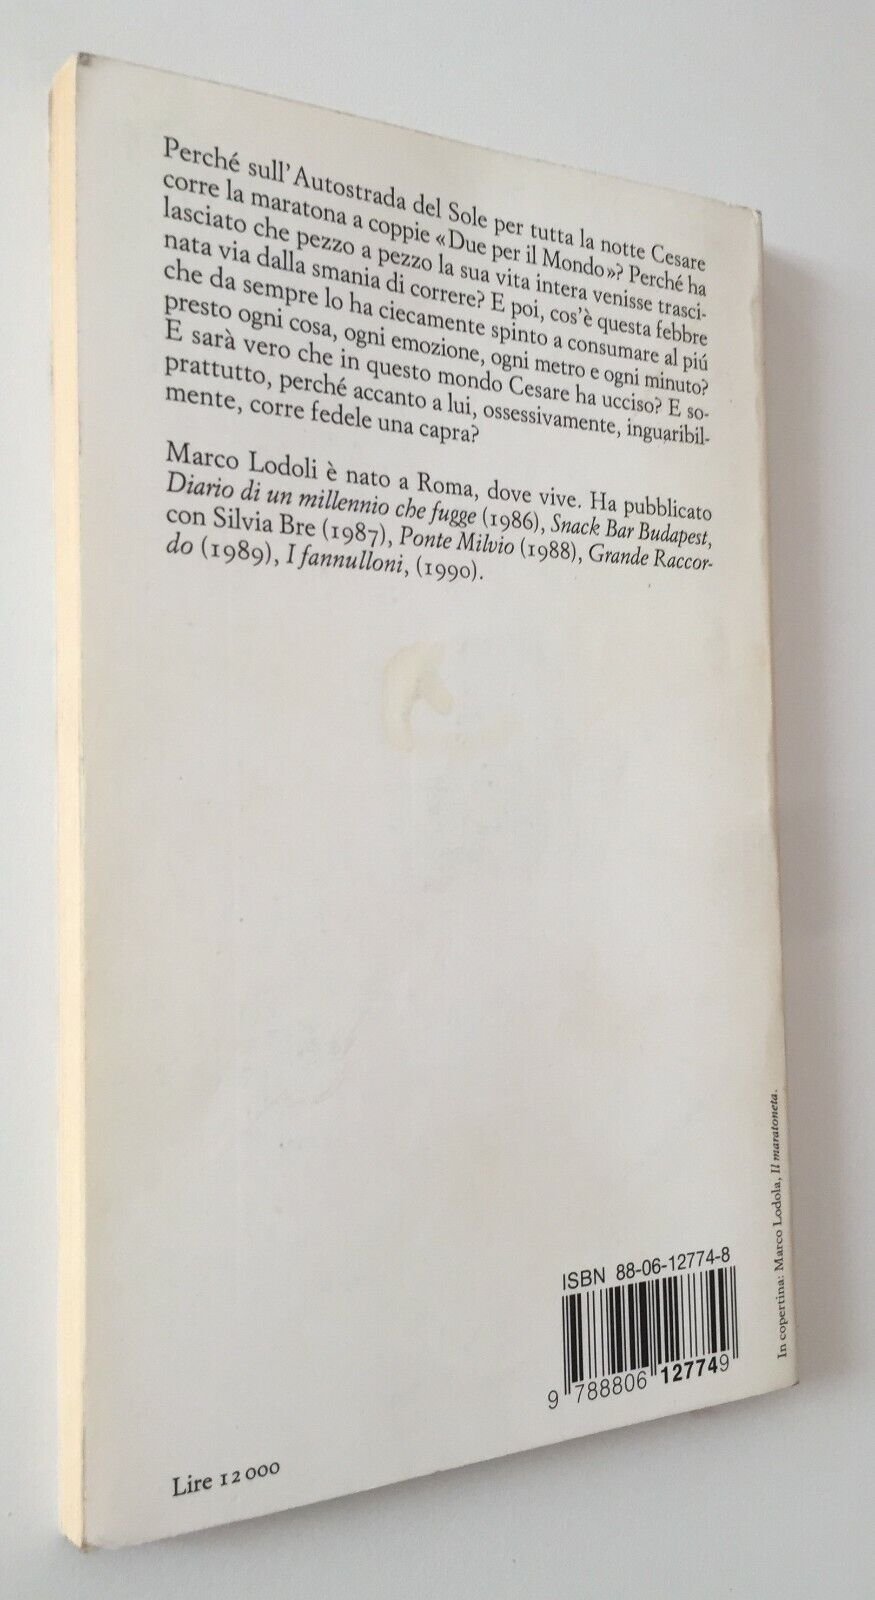 Perché sull'Autostrada del Sole per tutta la notte Cesare
corre la maratona a coppie «Due per il Mondo»? Perché ha
lasciato che pezzo a pezzo la sua vita intera venisse trasci-
nata via dalla smania di correre? E poi, cos'è questa febbre
che da sempre lo ha ciecamente spinto a consumare al piú
presto ogni cosa, ogni emozione, ogni metro e ogni minuto?
E sarà vero che in questo mondo Cesare ha ucciso? E so-
prattutto, perché accanto a lui, ossessivamente, inguaribil-
mente, corre fedele una capra?
Marco Lodoli è nato a Roma, dove vive. Ha pubblicato
Diario di un millennio che fugge (1986), Snack Bar Budapest,
con Silvia Bre (1987), Ponte Milvio (1988), Grande Raccor-
do (1989), I fannulloni, (1990).
In copertina: Marco Lodola, Il maratoneta.
ISBN 88-06-12774-8
9 788806 127749
Lire 12 000